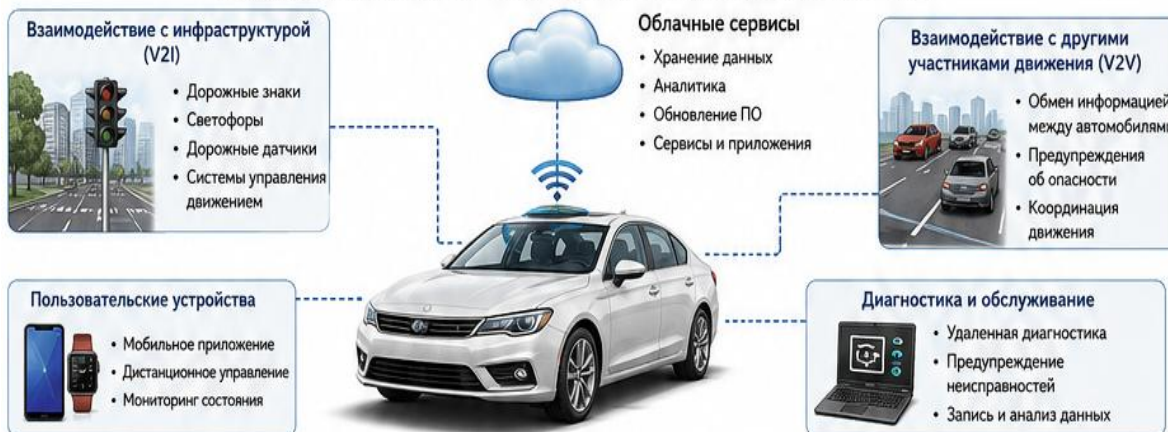 Взаимодействие с инфраструктурой
(V2I)
• Дорожные знаки
• Светофоры
• Дорожные датчики
• Системы управления
движением
Облачные сервисы
• Хранение данных
• Аналитика
• Обновление ПО
• Сервисы и приложения
Взаимодействие с другими
участниками движения (V2V)
• Обмен информацией
между автомобилями
• Предупреждения
об опасности
• Координация
движения
Пользовательские устройства
• Мобильное приложение
• Дистанционное управление
• Мониторинг состояния
Диагностика и обслуживание
• Удаленная диагностика
• Предупреждение
неисправностей
• Запись и анализ данных